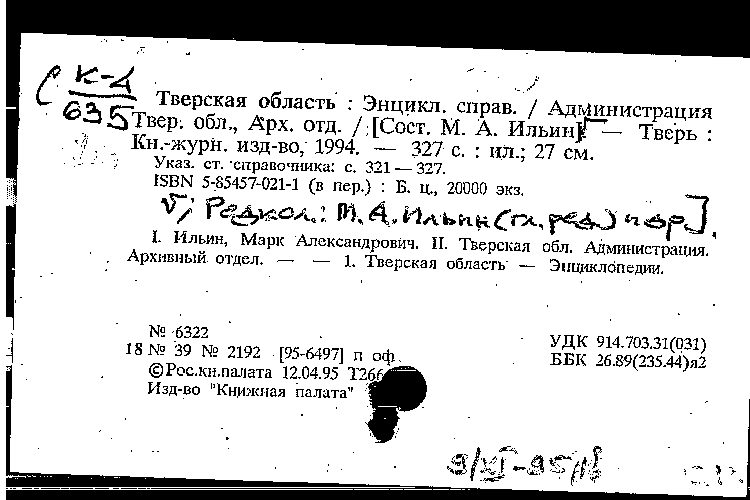 К-4
635
Тверская область : Энцикл. справ. / Администрация
Твер. обл., Арх. отд. / [Сост. М. А. Ильин] — Тверь :
Кн.-журн. изд-во, 1994. — 327 с. : ил.; 27 см.
Указ. ст. справочника: с. 321 — 327.
ISBN 5-85457-021-1 (в пер.) : Б. ц., 20000 экз.
; Редкол.: М. А. Ильин (гл. ред.) и др].
I. Ильин, Марк Александрович. II. Тверская обл. Администрация.
Архивный отдел. — — 1. Тверская область — Энциклопедии.
№ 6322
18 № 39 № 2192 [95-6497] п оф.
©Рос.кн.палата 12.04.95 Т266
Изд-во "Книжная палата"
УДК 914.703.31(031)
ББК 26.89(235.44)я2
9/XI-95